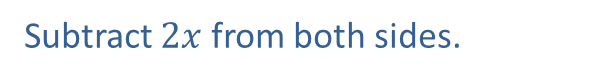 Subtract 2𝑥 from both sides.